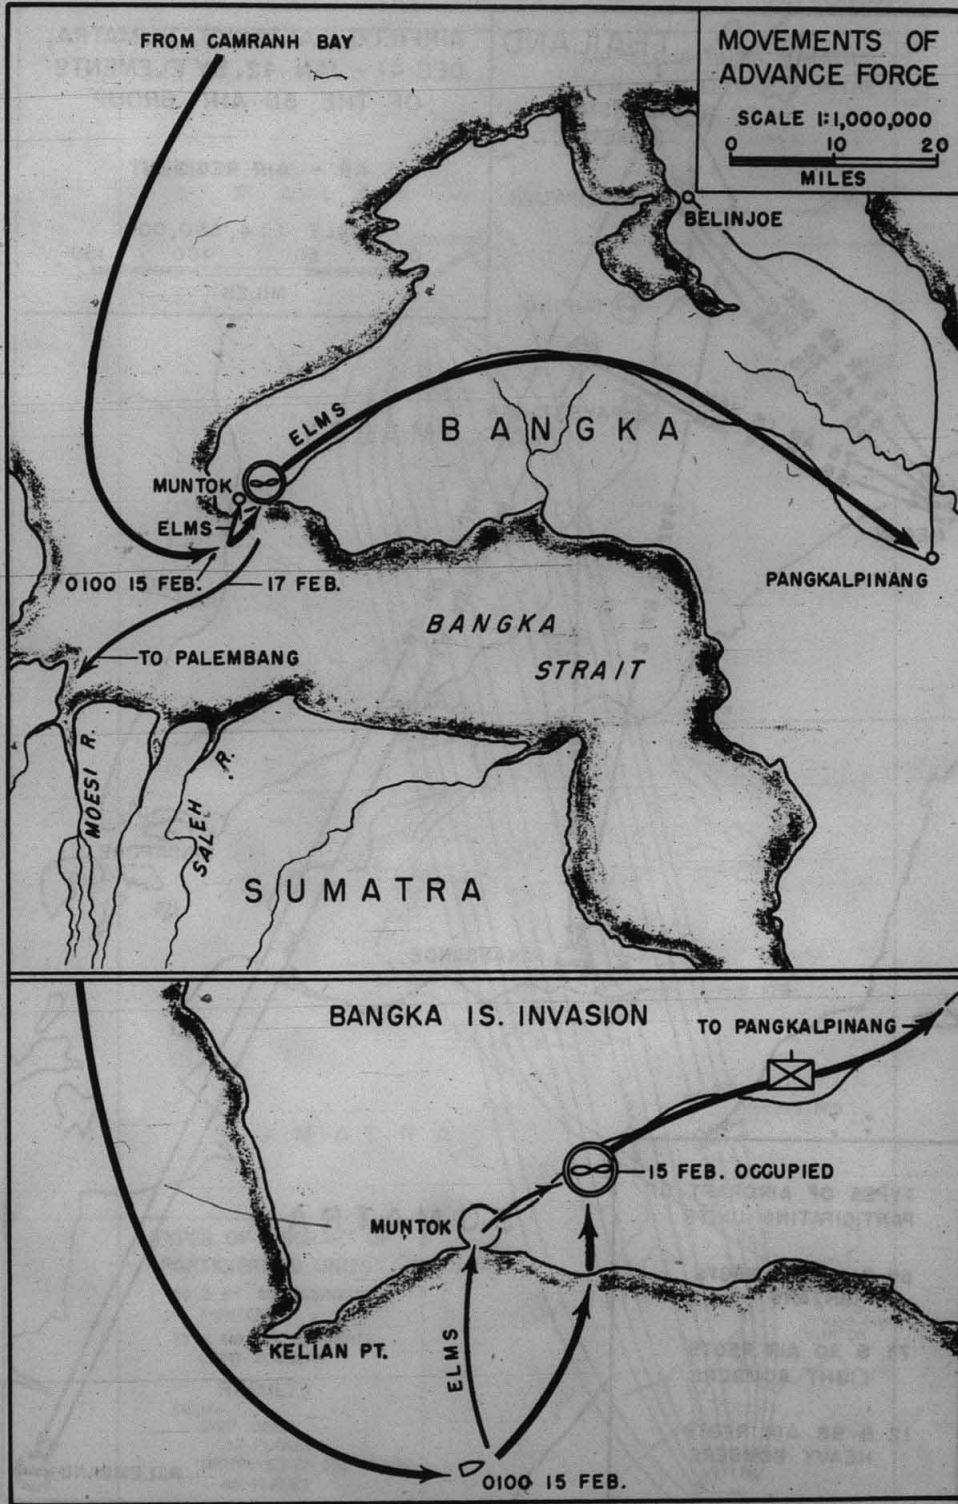 FROM CAMRANH BAY
MOVEMENTS OF
ADVANCE FORCE
SCALE 1:1,000,000
0 10 20
MILES
BELINJOE
ELMS
BANGKA
MUNTOK
ELMS
0100 15 FEB.
17 FEB.
PANGKALPINANG
BANGKA
STRAIT
TO PALEMBANG
MOESI R.
SALEH R.
SUMATRA
BANGKA IS. INVASION
TO PANGKALPINANG
15 FEB. OCCUPIED
MUNTOK
KELIAN PT.
ELMS
0100 15 FEB.